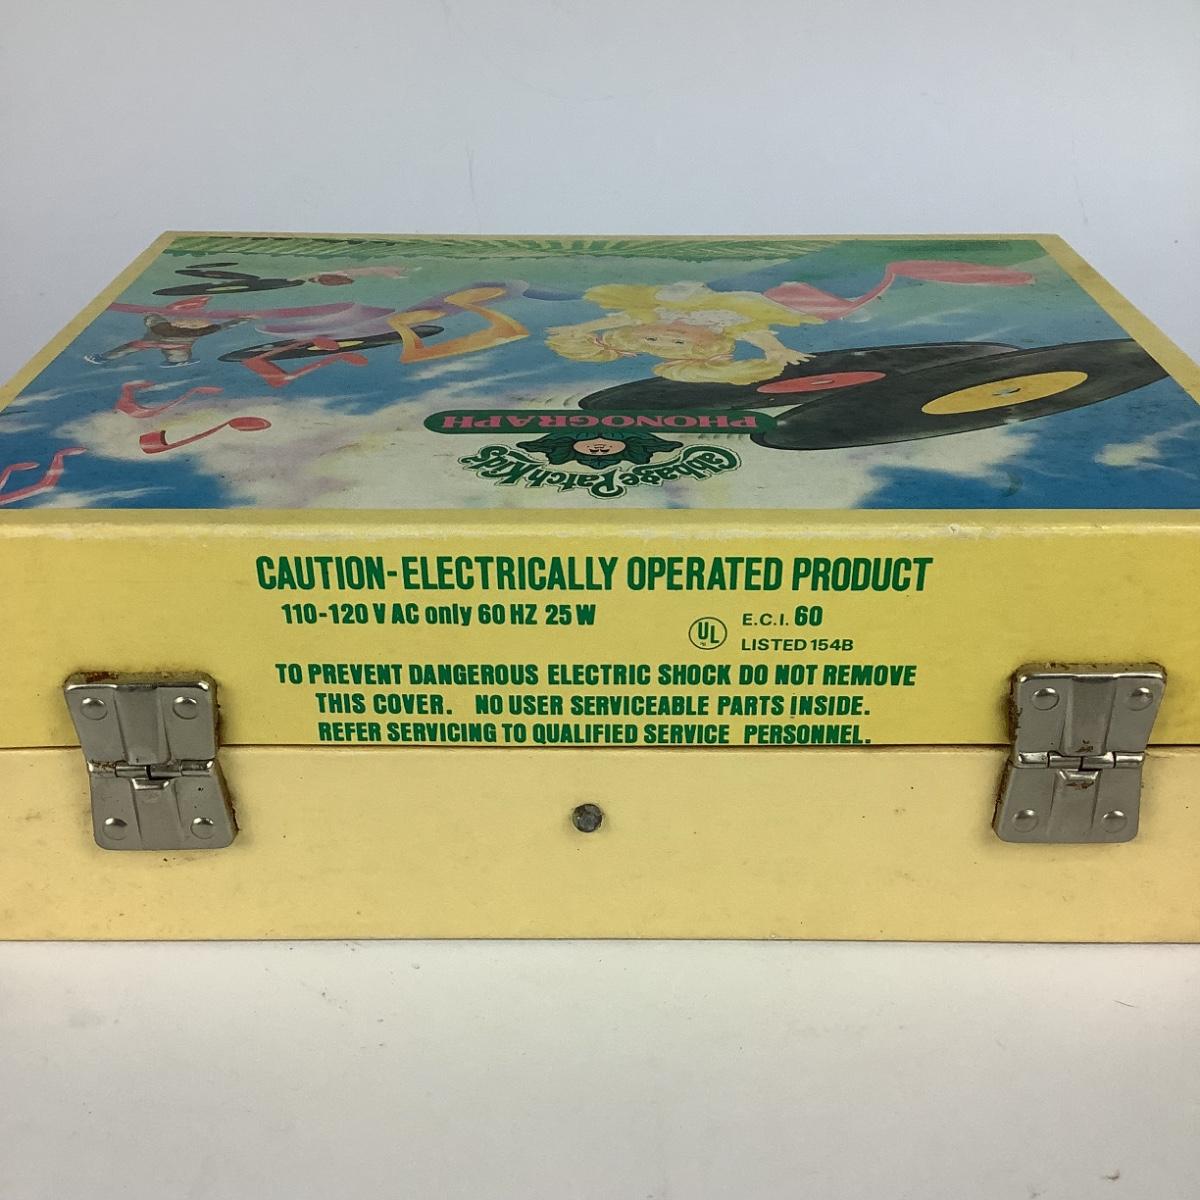 PHONOGRAPH
Cabbage Patch Kids
CAUTION-ELECTRICALLY OPERATED PRODUCT
110-120 V AC only 60 HZ 25 W
UL
E.C.I. 60
LISTED 154B
TO PREVENT DANGEROUS ELECTRIC SHOCK DO NOT REMOVE
THIS COVER. NO USER SERVICEABLE PARTS INSIDE.
REFER SERVICING TO QUALIFIED SERVICE PERSONNEL.